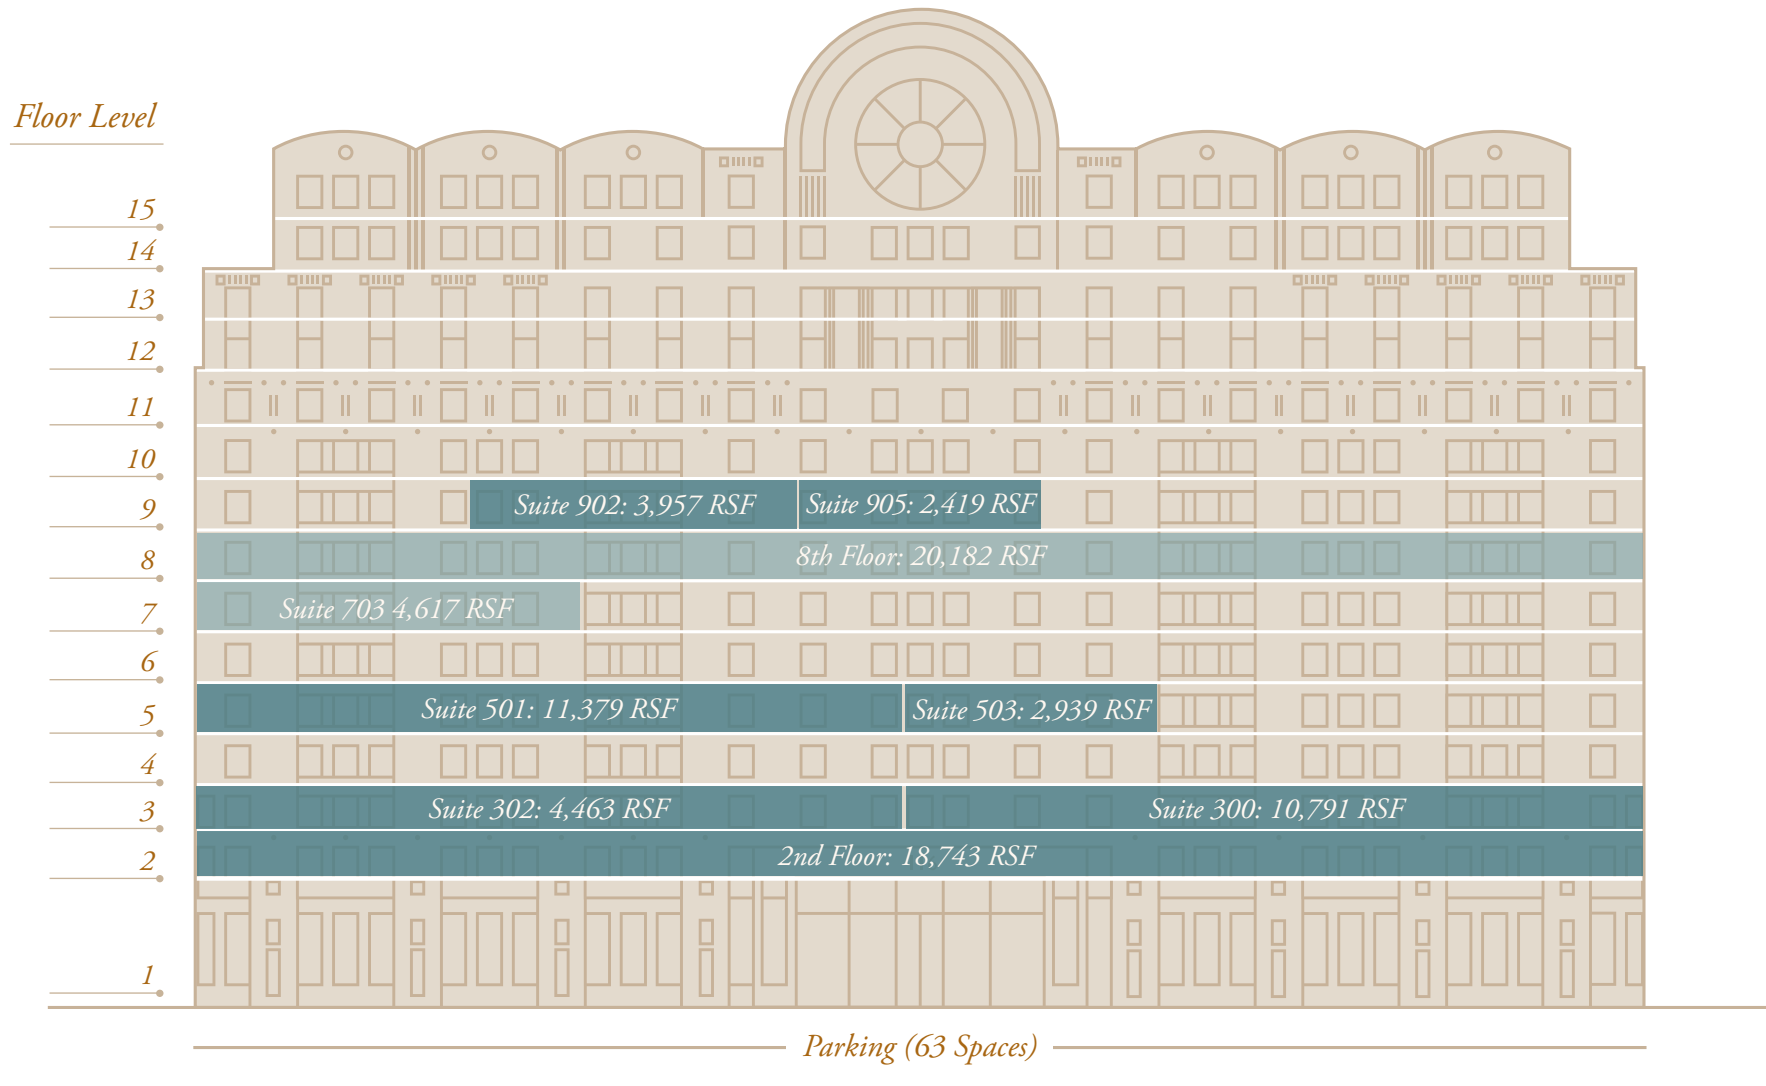 Floor Level
15
14
13
12
11
10
9
Suite 902: 3,957 RSF
Suite 905: 2,419 RSF
8
8th Floor: 20,182 RSF
7
Suite 703 4,617 RSF
6
5
Suite 501: 11,379 RSF
Suite 503: 2,939 RSF
4
3
Suite 302: 4,463 RSF
Suite 300: 10,791 RSF
2
2nd Floor: 18,743 RSF
1
Parking (63 Spaces)